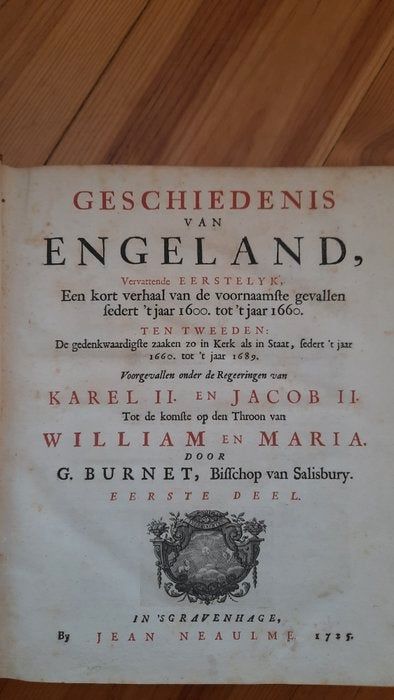 GESCHIEDENIS
VAN
ENGELAND,
Vervattende EERSTELYK,
Een kort verhaal van de voornaamſte gevallen
ſedert 't jaar 1600. tot 't jaar 1660.
TEN TWEEDEN:
De gedenkwaardigſte zaaken zo in Kerk als in Staat, ſedert 't jaar
1660. tot 't jaar 1689.
Voorgevallen onder de Regeeringen van
KAREL II. EN JACOB II.
Tot de komſte op den Throon van
WILLIAM EN MARIA.
DOOR
G. BURNET, Biſſchop van Salisbury.
EERSTE DEEL.
IN 'SGRAVENHAGE,
By JEAN NEAULME 1735.